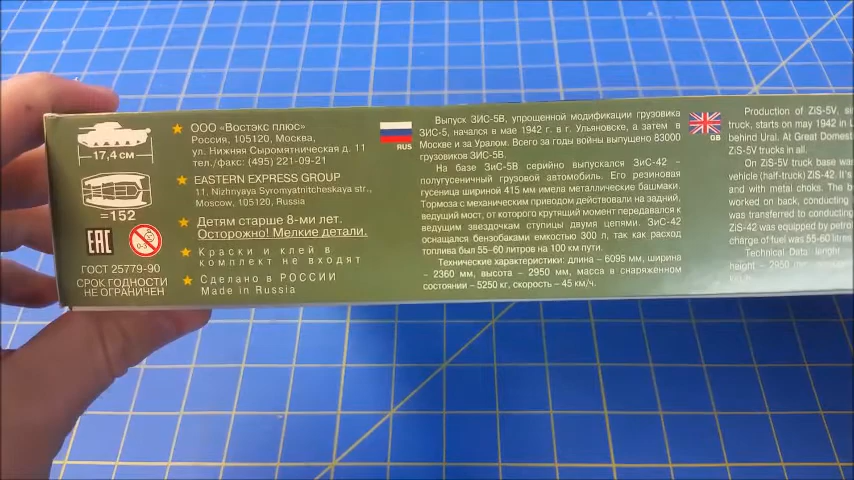 17,4 см
=152
EAC
0-3
ГОСТ 25779-90
СРОК ГОДНОСТИ
НЕ ОГРАНИЧЕН
ООО «Востэкс плюс»
Россия, 105120, Москва,
ул. Нижняя Сыромятническая, д. 11
тел./факс: (495) 221-09-21
EASTERN EXPRESS GROUP
11, Nizhnyaya Syromyatnitcheskaya str.,
Moscow, 105120, Russia
Детям старше 8-ми лет.
Осторожно! Мелкие детали.
Краски и клей в
комплект не входят
Сделано в РОССИИ
Made in Russia
RUS
Выпуск ЗИС-5В, упрощенной модификации грузовика
ЗИС-5, начался в мае 1942 г. в г. Ульяновске, а затем в
Москве и за Уралом. Всего за годы войны выпущено 83000
грузовиков ЗИС-5В.
На базе ЗИС-5В серийно выпускался ЗиС-42 –
полугусеничный грузовой автомобиль. Его резиновая
гусеница шириной 415 мм имела металлические башмаки.
Тормоза с механическим приводом действовали на задний,
ведущий мост, от которого крутящий момент передавался к
ведущим звездочкам ступицы двумя цепями. ЗиС-42
оснащался бензобаками емкостью 300 л, так как расход
топлива был 55-60 литров на 100 км пути.
Технические характеристики: длина – 6095 мм, ширина
- 2360 мм, высота – 2950 мм, масса в снаряжённом
состоянии – 5250 кг, скорость – 45 км/ч.
GB
Production of ZiS-5V,
truck, starts on may 1942 v. r.
behind Ural. At Great Domest
ZiS-5V trucks in all.
On ZiS-5V truck base wa
vehicle (half-truck) ZiS-42. It's
and with metal choks. The b
worked on back, conducting
was transferred to conducting
ZiS-42 was equipped with
charge of fuel was 55-60 litre
Technical Data: lenght
height - 2950